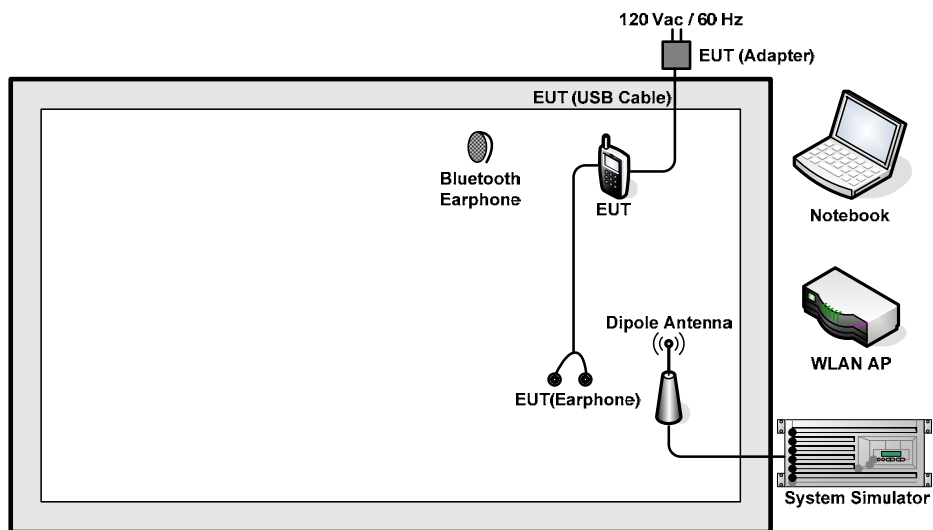 120 Vac / 60 Hz
EUT (Adapter)
EUT (USB Cable)
Bluetooth
Earphone
EUT
Notebook
Dipole Antenna
WLAN AP
EUT(Earphone)
System Simulator